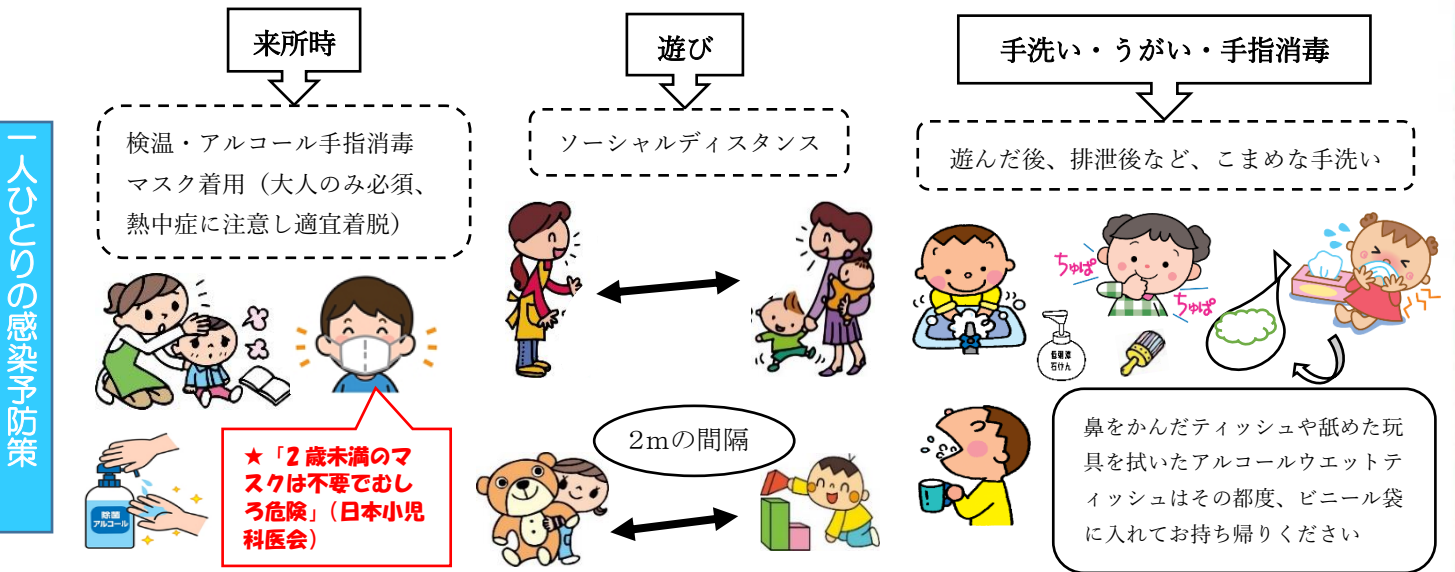 一人ひとりの感染予防策
来所時
検温・アルコール手指消毒
マスク着用（大人のみ必須、
熱中症に注意し適宜着脱）
除菌
アルコール
★「2歳未満のマ
スクは不要でむし
ろ危険」（日本小児
科医会）
遊び
ソーシャルディスタンス
2ｍの間隔
手洗い・うがい・手指消毒
遊んだ後、排泄後など、こまめな手洗い
ちゅぱ
ちゅぱ
石けん
鼻をかんだティッシュや舐めた玩
具を拭いたアルコールウエットテ
ィッシュはその都度、ビニール袋
に入れてお持ち帰りください